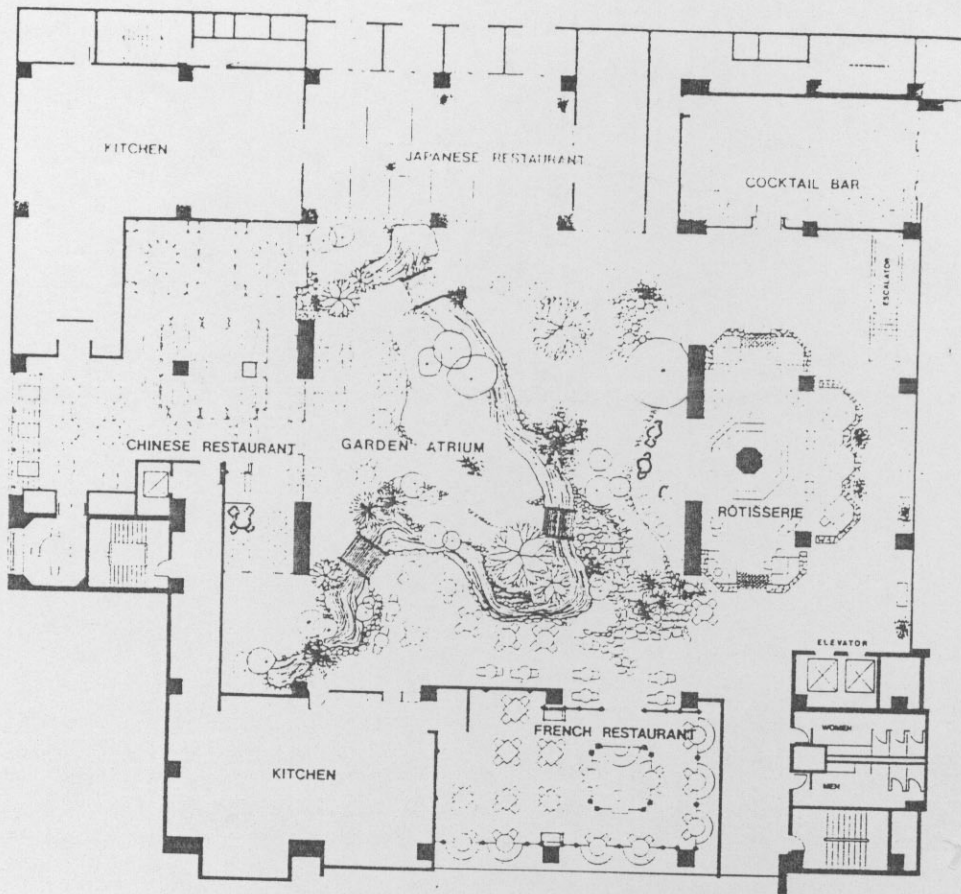 KITCHEN
JAPANESE RESTAURANT
COCKTAIL BAR
ESCALATOR
CHINESE RESTAURANT
GARDEN ATRIUM
ROTISSERIE
ELEVATOR
WOMEN
FRENCH RESTAURANT
KITCHEN
MEN